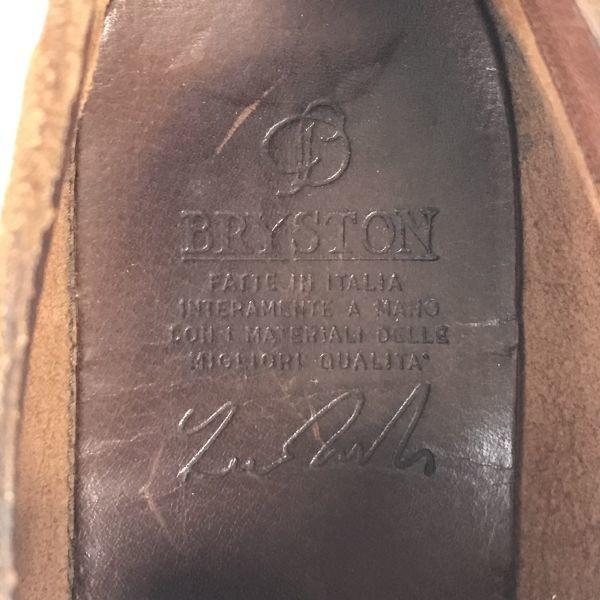 BRYSTON
FATTE IN ITALIA
INTERAMENTE A MANO
CON I MATERIALI DELLE
MIGLIORI QUALITA'